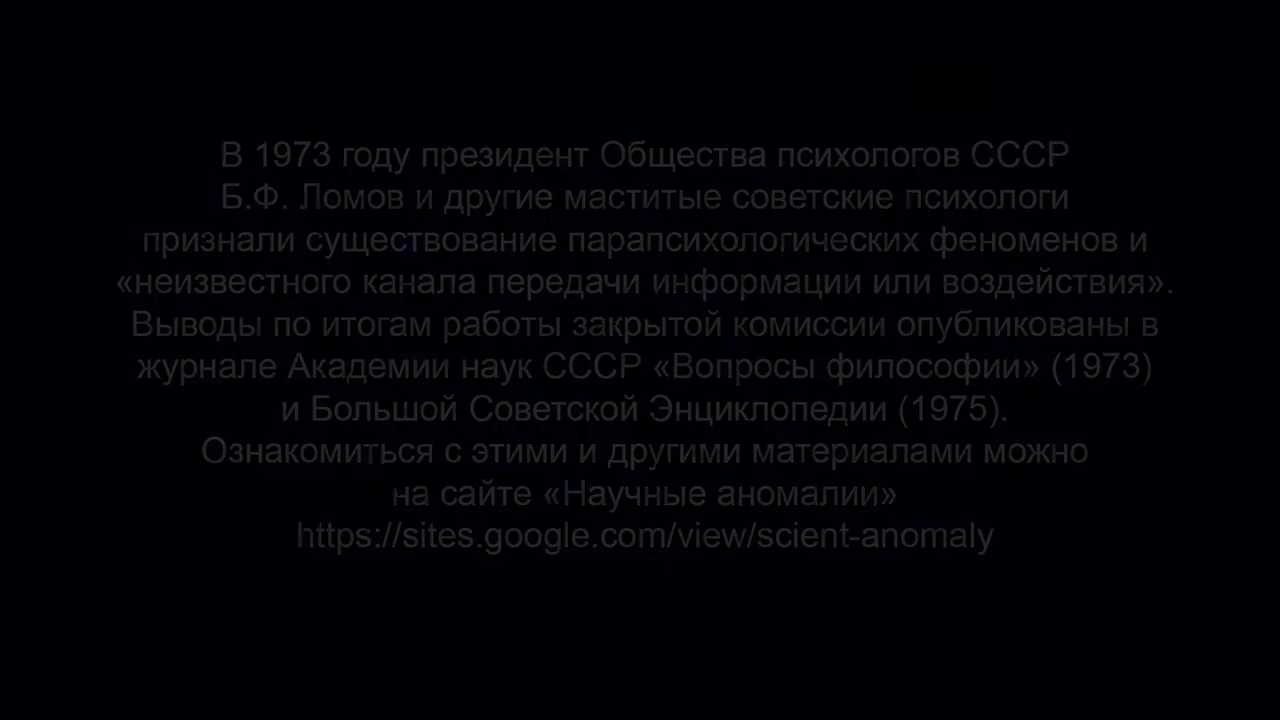 В 1973 году президент Общества психологов СССР
Б.Ф. Ломов и другие маститые советские психологи
признали существование парапсихологических феноменов и
«неизвестного канала передачи информации или воздействия».
Выводы по итогам работы закрытой комиссии опубликованы в
журнале Академии наук СССР «Вопросы философии» (1973)
и Большой Советской Энциклопедии (1975).
Ознакомиться с этими и другими материалами можно
на сайте «Научные аномалии»
https://sites.google.com/view/scient-anomaly